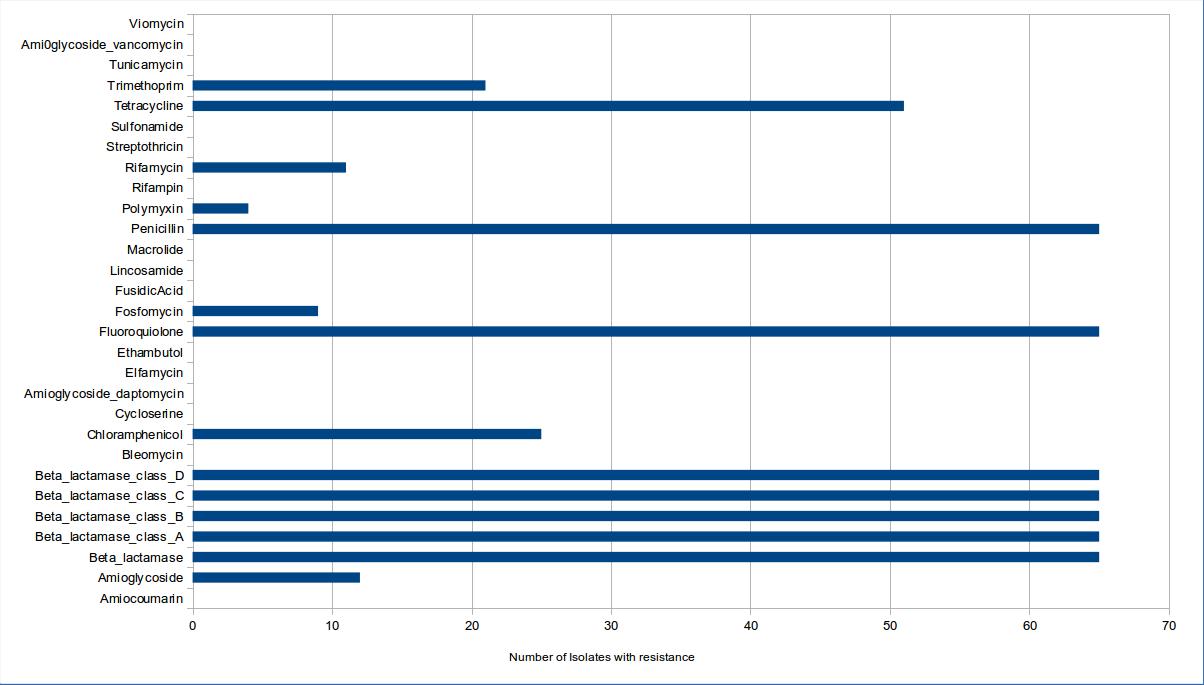 Viomycin
Ami0glycoside_vancomycin
Tunicamycin
Trimethoprim
Tetracycline
Sulfonamide
Streptothricin
Rifamycin
Rifampin
Polymyxin
Penicillin
Macrolide
Lincosamide
FusidicAcid
Fosfomycin
Fluoroquiolone
Ethambutol
Elfamycin
Amioglycoside_daptomycin
Cycloserine
Chloramphenicol
Bleomycin
Beta_lactamase_class_D
Beta_lactamase_class_C
Beta_lactamase_class_B
Beta_lactamase_class_A
Beta_lactamase
Amioglycoside
Amiocoumarin
0 10 20 30 40 50 60 70
Number of Isolates with resistance